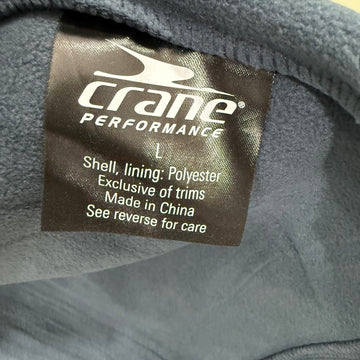 crane®
PERFORMANCE
L
Shell, lining: Polyester
Exclusive of trims
Made in China
See reverse for care